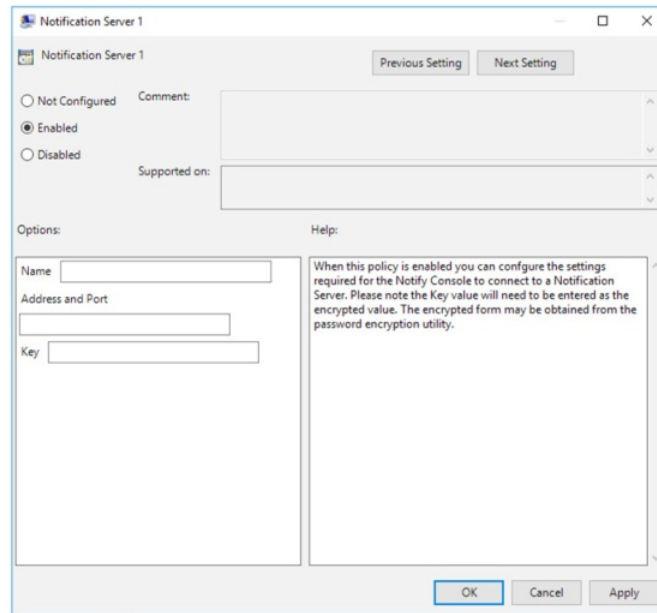 Notification Server 1
Notification Server 1
Previous Setting
Next Setting
Not Configured
Comment:
Enabled
Disabled
Supported on:
Options:
Help:
Name
Address and Port
Key
When this policy is enabled you can confgure the settings
required for the Notify Console to connect to a Notification
Server. Please note the Key value will need to be entered as the
encrypted value. The encrypted form may be obtained from the
password encryption utility.
OK
Cancel
Apply